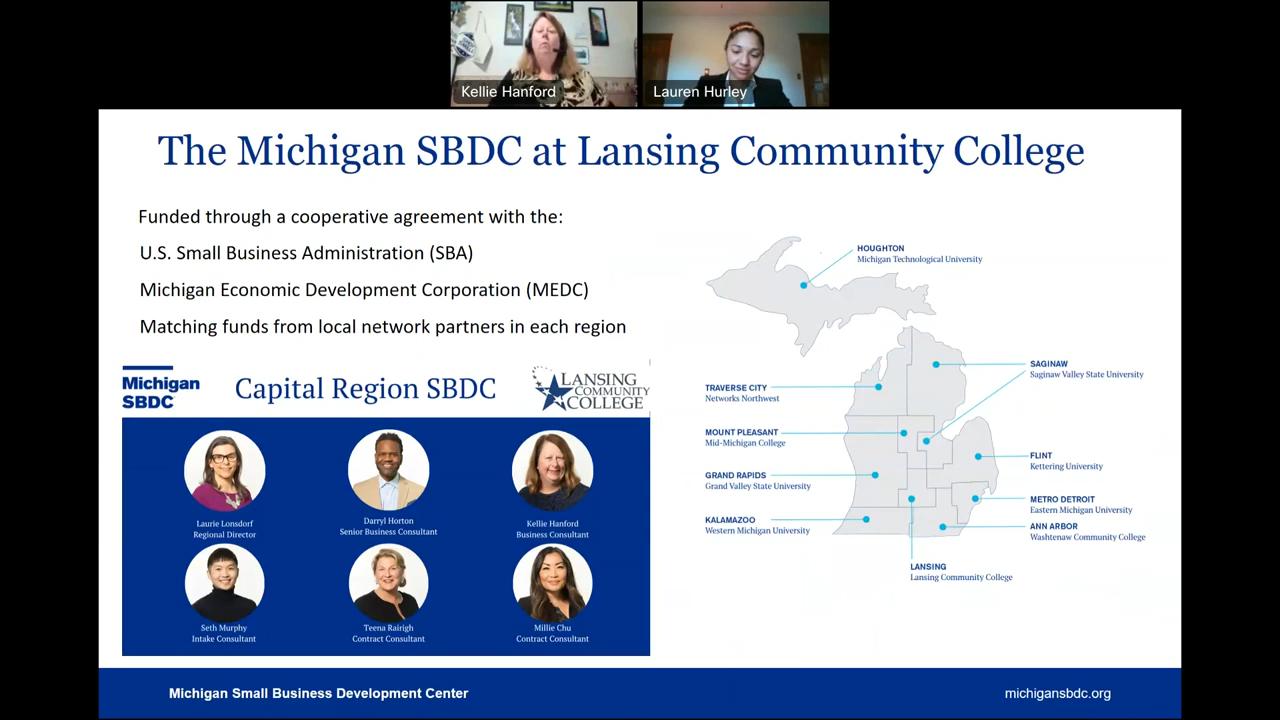 Kellie Hanford
Lauren Hurley
The Michigan SBDC at Lansing Community College
Funded through a cooperative agreement with the:
U.S. Small Business Administration (SBA)
Michigan Economic Development Corporation (MEDC)
Matching funds from local network partners in each region
Michigan
SBDC
Capital Region SBDC
LANSING
COMMUNITY
COLLEGE
Laurie Lonsdorf
Regional Director
Darryl Horton
Senior Business Consultant
Kellie Hanford
Business Consultant
Seth Murphy
Intake Consultant
Teena Rairigh
Contract Consultant
Millie Chu
Contract Consultant
HOUGHTON
Michigan Technological University
SAGINAW
Saginaw Valley State University
TRAVERSE CITY
Networks Northwest
MOUNT PLEASANT
Mid-Michigan College
FLINT
Kettering University
GRAND RAPIDS
Grand Valley State University
METRO DETROIT
Eastern Michigan University
KALAMAZOO
Western Michigan University
ANN ARBOR
Washtenaw Community College
LANSING
Lansing Community College
Michigan Small Business Development Center
michigansbdc.org